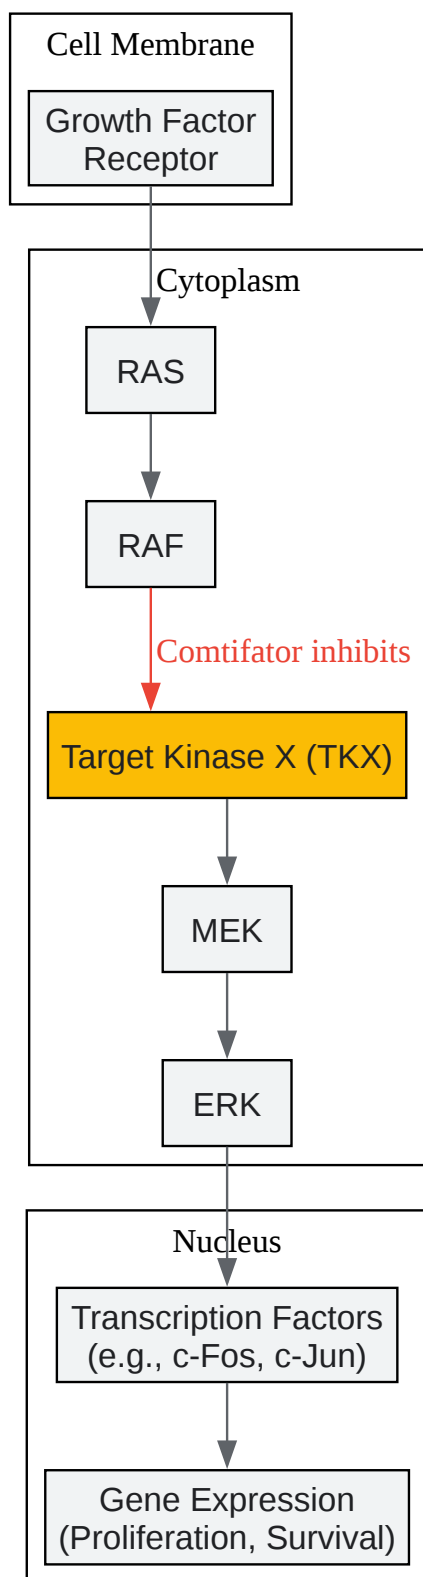 Cell Membrane
Growth Factor
Receptor
Cytoplasm
RAS
RAF
Comtifator inhibits
Target Kinase X (TKX)
MEK
ERK
Nucleus
Transcription Factors
(e.g., c-Fos, c-Jun)
Gene Expression
(Proliferation, Survival)